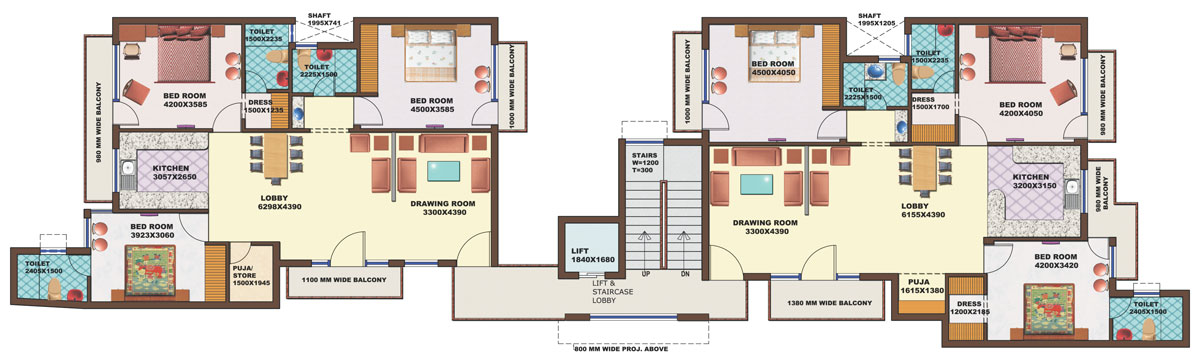 SHAFT
1995X741
TOILET
1500X2235
TOILET
2225X1500
BED ROOM
4200X3585
DRESS
1500X1235
BED ROOM
4500X3585
980 MM WIDE BALCONY
1000 MM WIDE BALCONY
KITCHEN
3057X2650
LOBBY
6298X4390
DRAWING ROOM
3300X4390
BED ROOM
3923X3060
TOILET
2405X1500
PUJA/
STORE
1500X1945
1100 MM WIDE BALCONY
STAIRS
W=1200
T=300
LIFT
1840X1680
UP
DN
LIFT &
STAIRCASE
LOBBY
800 MM WIDE PROJ. ABOVE
SHAFT
1995X1205
1000 MM WIDE BALCONY
BED ROOM
4500X4050
TOILET
2225X1500
TOILET
1500X2235
DRESS
1500X1700
BED ROOM
4200X4050
980 MM WIDE BALCONY
DRAWING ROOM
3300X4390
LOBBY
6155X4390
KITCHEN
3200X3150
980 MM WIDE
BALCONY
1380 MM WIDE BALCONY
PUJA
1615X1380
DRESS
1200X2185
BED ROOM
4200X3420
TOILET
2405X1500